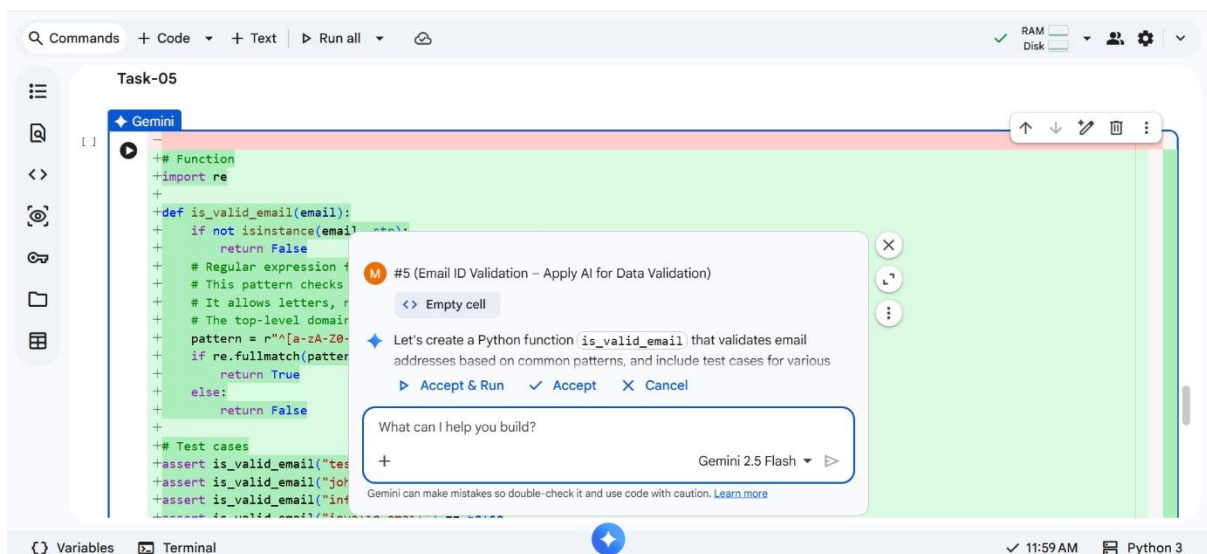 Commands + Code + Text Run all RAM
Disk
Task-05
Gemini
[ ]
+# Function
+import re
+
+def is_valid_email(email):
+ if not isinstance(email, str):
+ return False
+ # Regular expression
+ # This pattern checks
+ # It allows letters,
+ # The top-level domain
+ pattern = r"^[a-zA-Z0-
+ if re.fullmatch(patter
+ return True
+ else:
+ return False
+
+# Test cases
+assert is_valid_email("tes
+assert is_valid_email("joh
+assert is_valid_email("inf
M #5 (Email ID Validation – Apply AI for Data Validation)
<> Empty cell
Let's create a Python function is_valid_email that validates email
addresses based on common patterns, and include test cases for various
Accept & Run Accept Cancel
What can I help you build?
+ Gemini 2.5 Flash
Gemini can make mistakes so double-check it and use code with caution. Learn more
{} Variables Terminal 11:59 AM Python 3